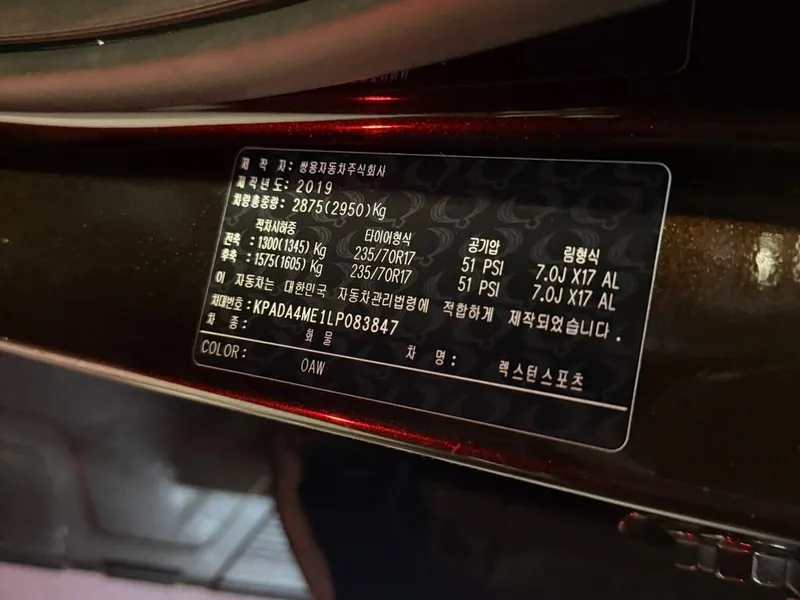 제 작 자: 쌍용자동차주식회사
제작년도: 2019
차량총중량: 2875(2950)Kg
적차시하중 타이어형식 공기압 림형식
전축 : 1300(1345) Kg 235/70R17 51 PSI 7.0J X17 AL
후축 : 1575(1605) Kg 235/70R17 51 PSI 7.0J X17 AL
이 자동차는 대한민국 자동차관리법령에 적합하게 제작되었습니다.
차대번호: KPADA4ME1LP083847
차 종: 화물 차 명: 렉스턴스포츠
COLOR: OAW